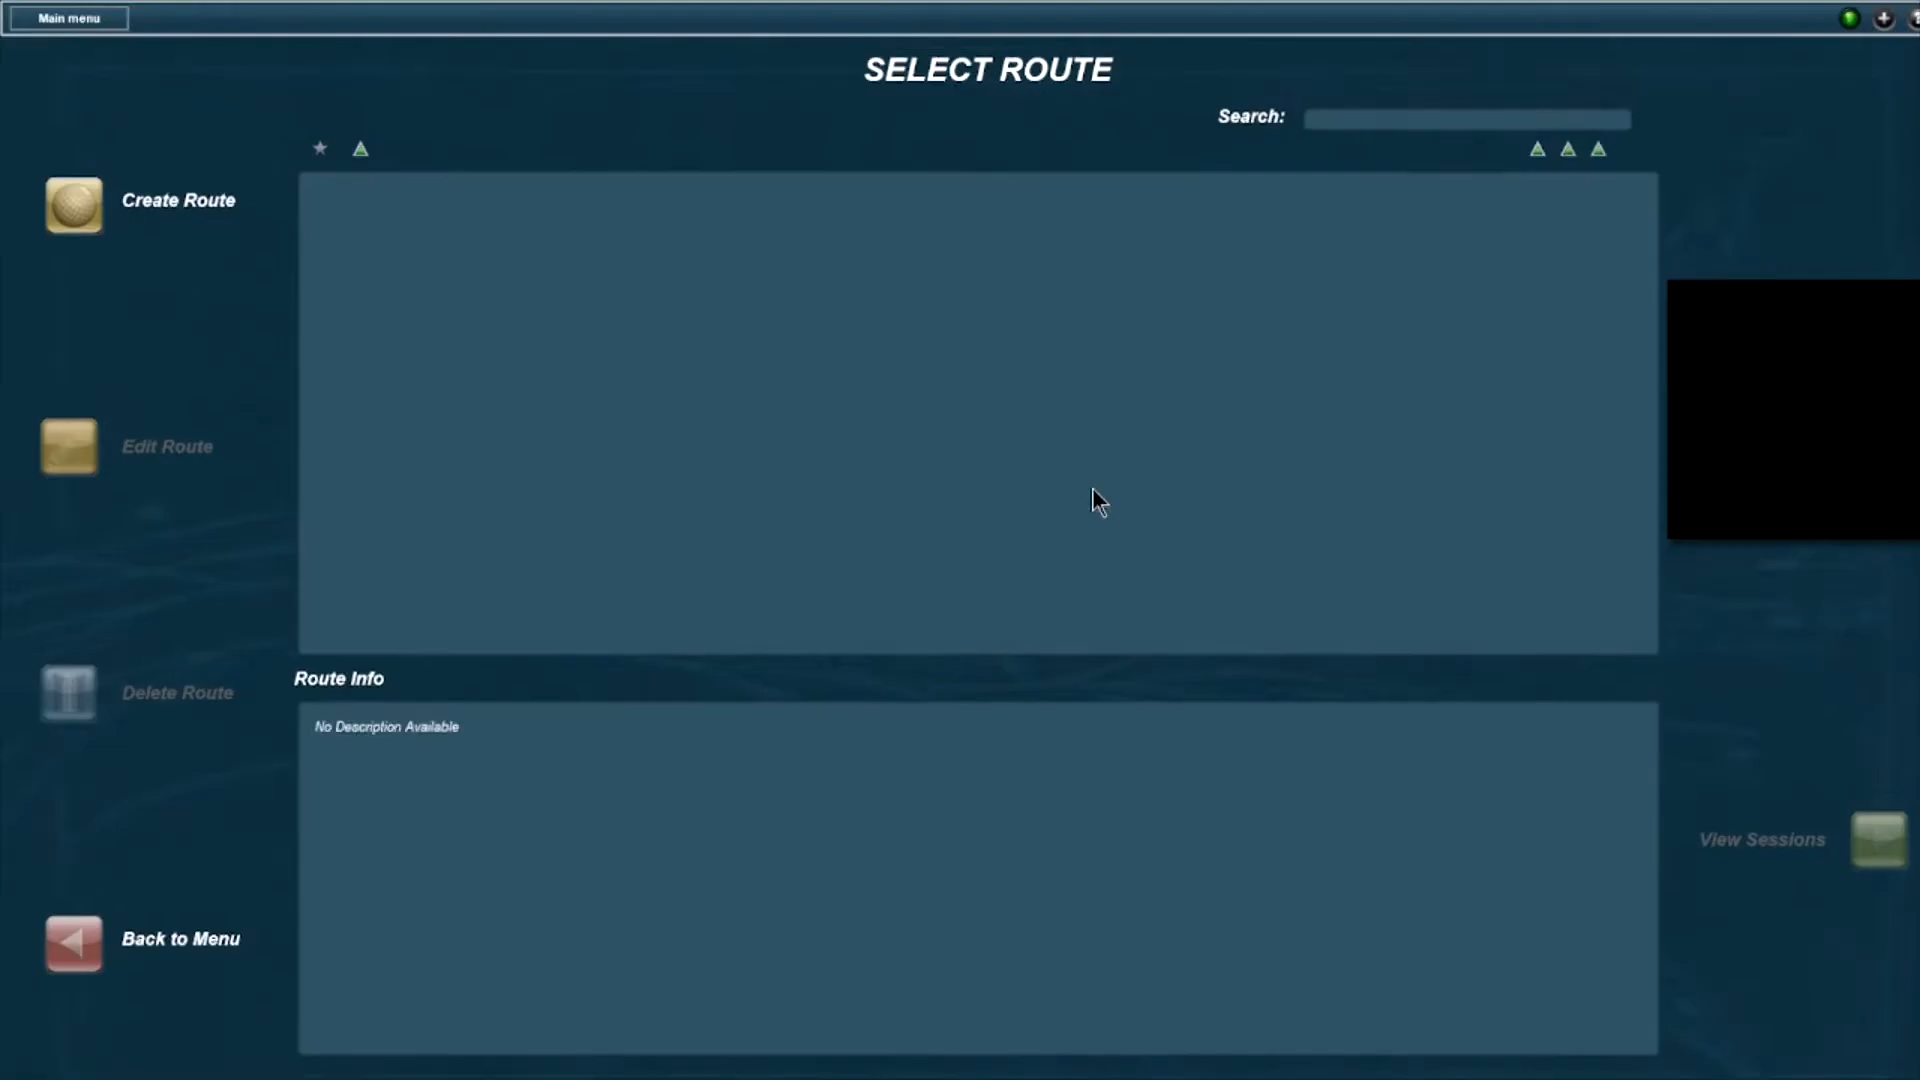 Main menu
SELECT ROUTE
Search:
Create Route
Edit Route
Delete Route
Route Info
No Description Available
View Sessions
Back to Menu